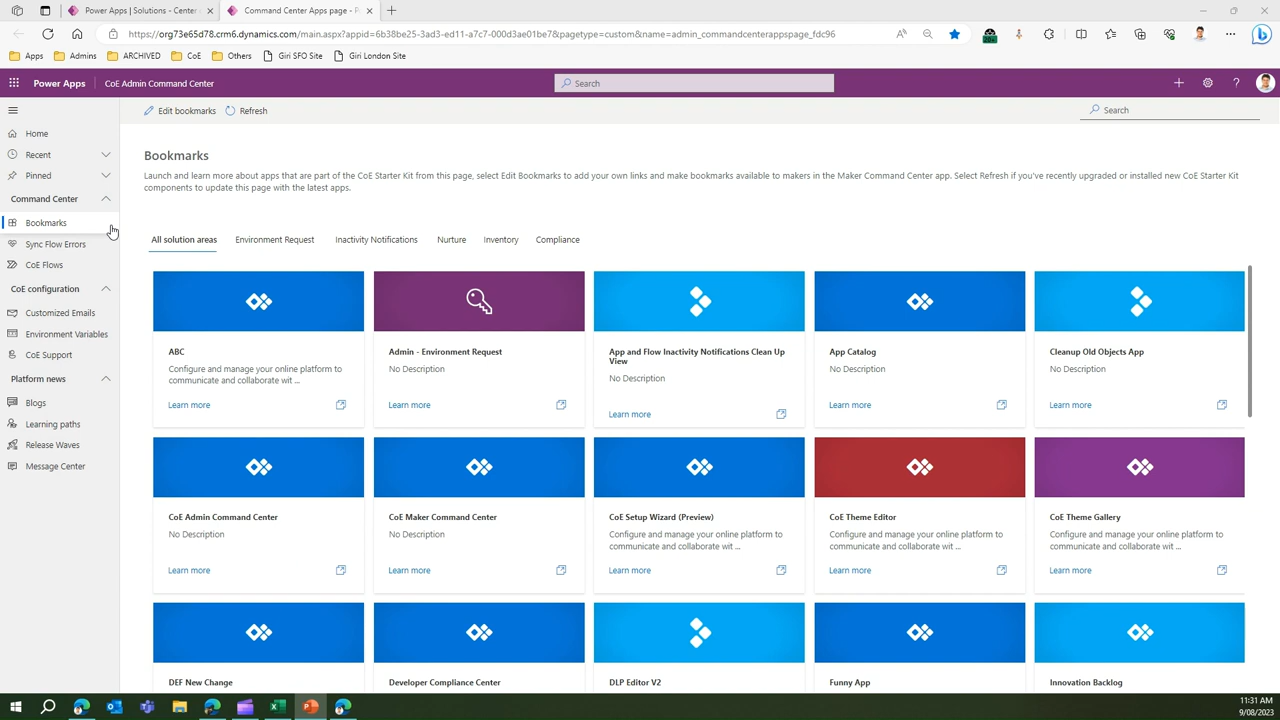 Power Apps | Solutions - Center
Command Center Apps page - P
https://org73e65d78.crm6.dynamics.com/main.aspx?appid=6b38be25-3ad3-ed11-a7c7-000d3ae01be7&pagetype=custom&name=admin_commandcenterappspage_fdc96
Apps
Admins
ARCHIVED
CoE
Others
Giri SFO Site
Giri London Site
Power Apps
CoE Admin Command Center
Search
Edit bookmarks
Refresh
Search
Home
Recent
Pinned
Command Center
Bookmarks
Sync Flow Errors
CoE Flows
CoE configuration
Customized Emails
Environment Variables
CoE Support
Platform news
Blogs
Learning paths
Release Waves
Message Center
Bookmarks
Launch and learn more about apps that are part of the CoE Starter Kit from this page, select Edit Bookmarks to add your own links and make bookmarks available to makers in the Maker Command Center app. Select Refresh if you've recently upgraded or installed new CoE Starter Kit
components to update this page with the latest apps.
All solution areas
Environment Request
Inactivity Notifications
Nurture
Inventory
Compliance
ABC
Configure and manage your online platform to
communicate and collaborate wit ...
Learn more
Admin - Environment Request
No Description
Learn more
App and Flow Inactivity Notifications Clean Up
View
No Description
Learn more
App Catalog
No Description
Learn more
Cleanup Old Objects App
No Description
Learn more
CoE Admin Command Center
No Description
Learn more
CoE Maker Command Center
No Description
Learn more
CoE Setup Wizard (Preview)
Configure and manage your online platform to
communicate and collaborate wit ...
Learn more
CoE Theme Editor
Configure and manage your online platform to
communicate and collaborate wit ...
Learn more
CoE Theme Gallery
Configure and manage your online platform to
communicate and collaborate wit ...
Learn more
DEF New Change
Developer Compliance Center
DLP Editor V2
Funny App
Innovation Backlog
11:31 AM
9/08/2023